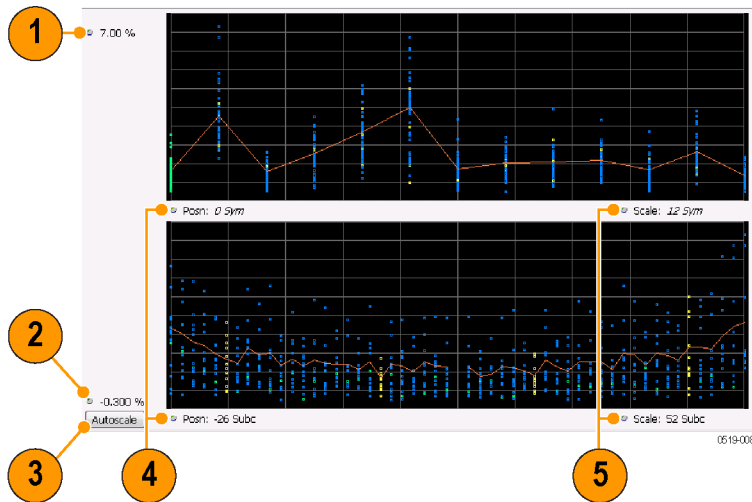 1
7.00 %
Posn: 0 Sym
Scale: 12 Sym
2
-0.300 %
Autoscale
Posn: -26 Subc
Scale: 52 Subc
0519-008
3
4
5